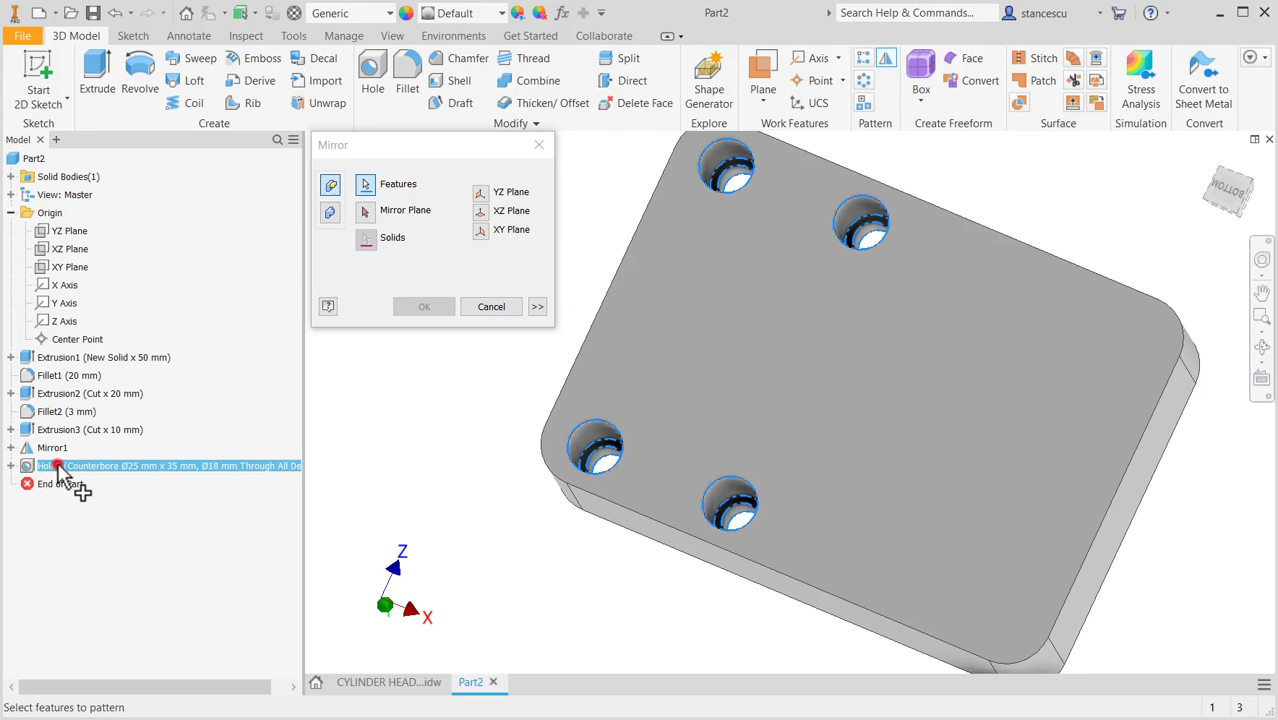 Generic
Default
Part2
Search Help & Commands...
stancescu
File
3D Model
Sketch
Annotate
Inspect
Tools
Manage
View
Environments
Get Started
Collaborate
Start
2D Sketch
Extrude
Revolve
Sweep
Loft
Coil
Emboss
Derive
Rib
Decal
Import
Unwrap
Hole
Fillet
Chamfer
Shell
Draft
Thread
Combine
Thicken/ Offset
Split
Direct
Delete Face
Shape
Generator
Plane
Axis
Point
UCS
Box
Face
Convert
Stitch
Patch
Stress
Analysis
Convert to
Sheet Metal
Sketch
Create
Modify
Explore
Work Features
Pattern
Create Freeform
Surface
Simulation
Convert
Model
Part2
Solid Bodies(1)
View: Master
Origin
YZ Plane
XZ Plane
XY Plane
X Axis
Y Axis
Z Axis
Center Point
Extrusion1 (New Solid x 50 mm)
Fillet1 (20 mm)
Extrusion2 (Cut x 20 mm)
Fillet2 (3 mm)
Extrusion3 (Cut x 10 mm)
Mirror1
(Counterbore Ø25 mm x 35 mm, Ø18 mm Through All De
End of Part
Mirror
Features
Mirror Plane
Solids
YZ Plane
XZ Plane
XY Plane
OK
Cancel
>>
BOTTOM
Z
X
CYLINDER HEAD...idw
Part2
Select features to pattern
1
3